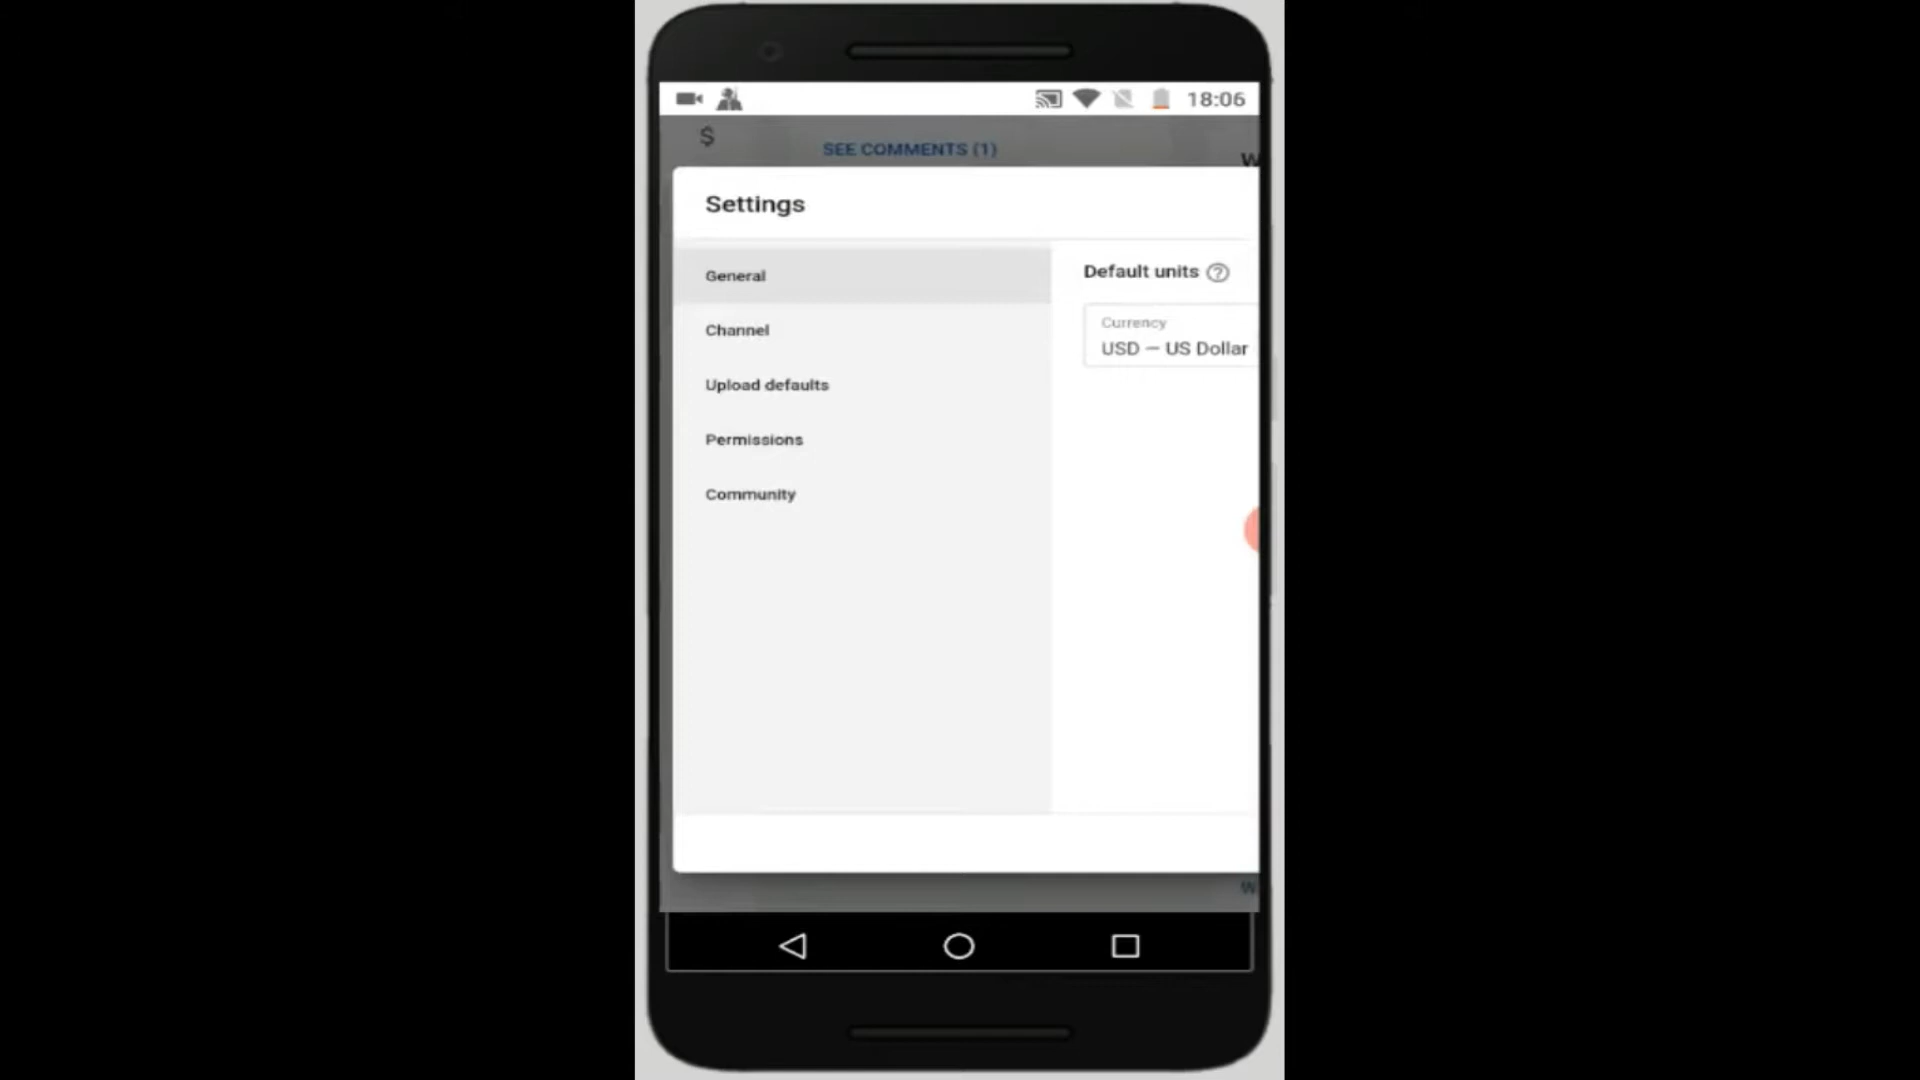 18:06
$
SEE COMMENTS (1)
W
Settings
General
Default units ?
Channel
Currency
USD – US Dollar
Upload defaults
Permissions
Community
W